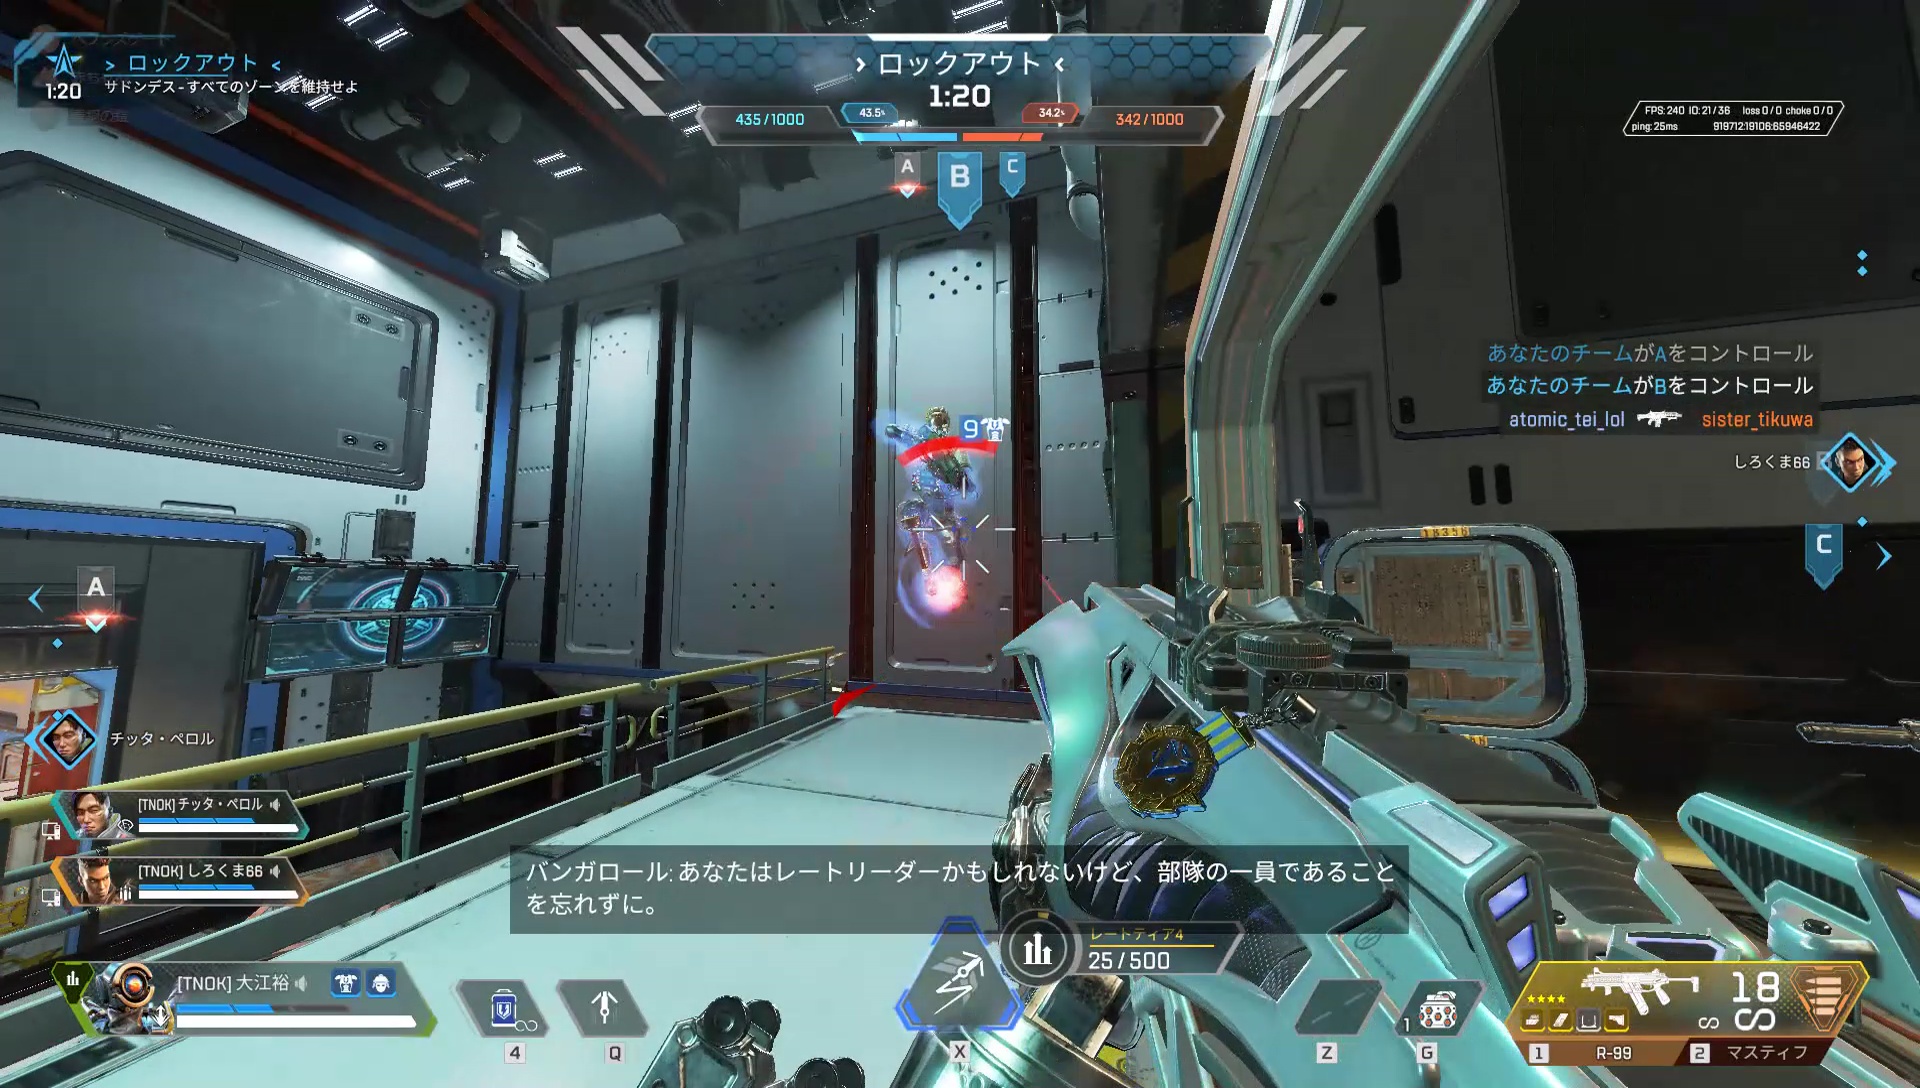 > ロックアウト <
1:20
サドンデス - すべてのゾーンを維持せよ
› ロックアウト ‹
1:20
435/1000
43.5%
34.2%
342/1000
A
B
C
FPS:240 ID:21/36 loss 0/0 choke 0/0
ping:25ms 919712:19106:65946422
あなたのチームがAをコントロール
あなたのチームがBをコントロール
atomic_tei_lol sister_tikuwa
しろくま66
C
9
18356
A
チッタ・ペロル
[TNOK] チッタ・ペロル
[TNOK] しろくま66
バンガロール: あなたはレートリーダーかもしれないけど、部隊の一員であること
を忘れずに。
レートティア4
25/500
[TNOK] 大江裕
4
Q
X
Z
1
G
18
∞
∞
1 R-99
2 マスティフ